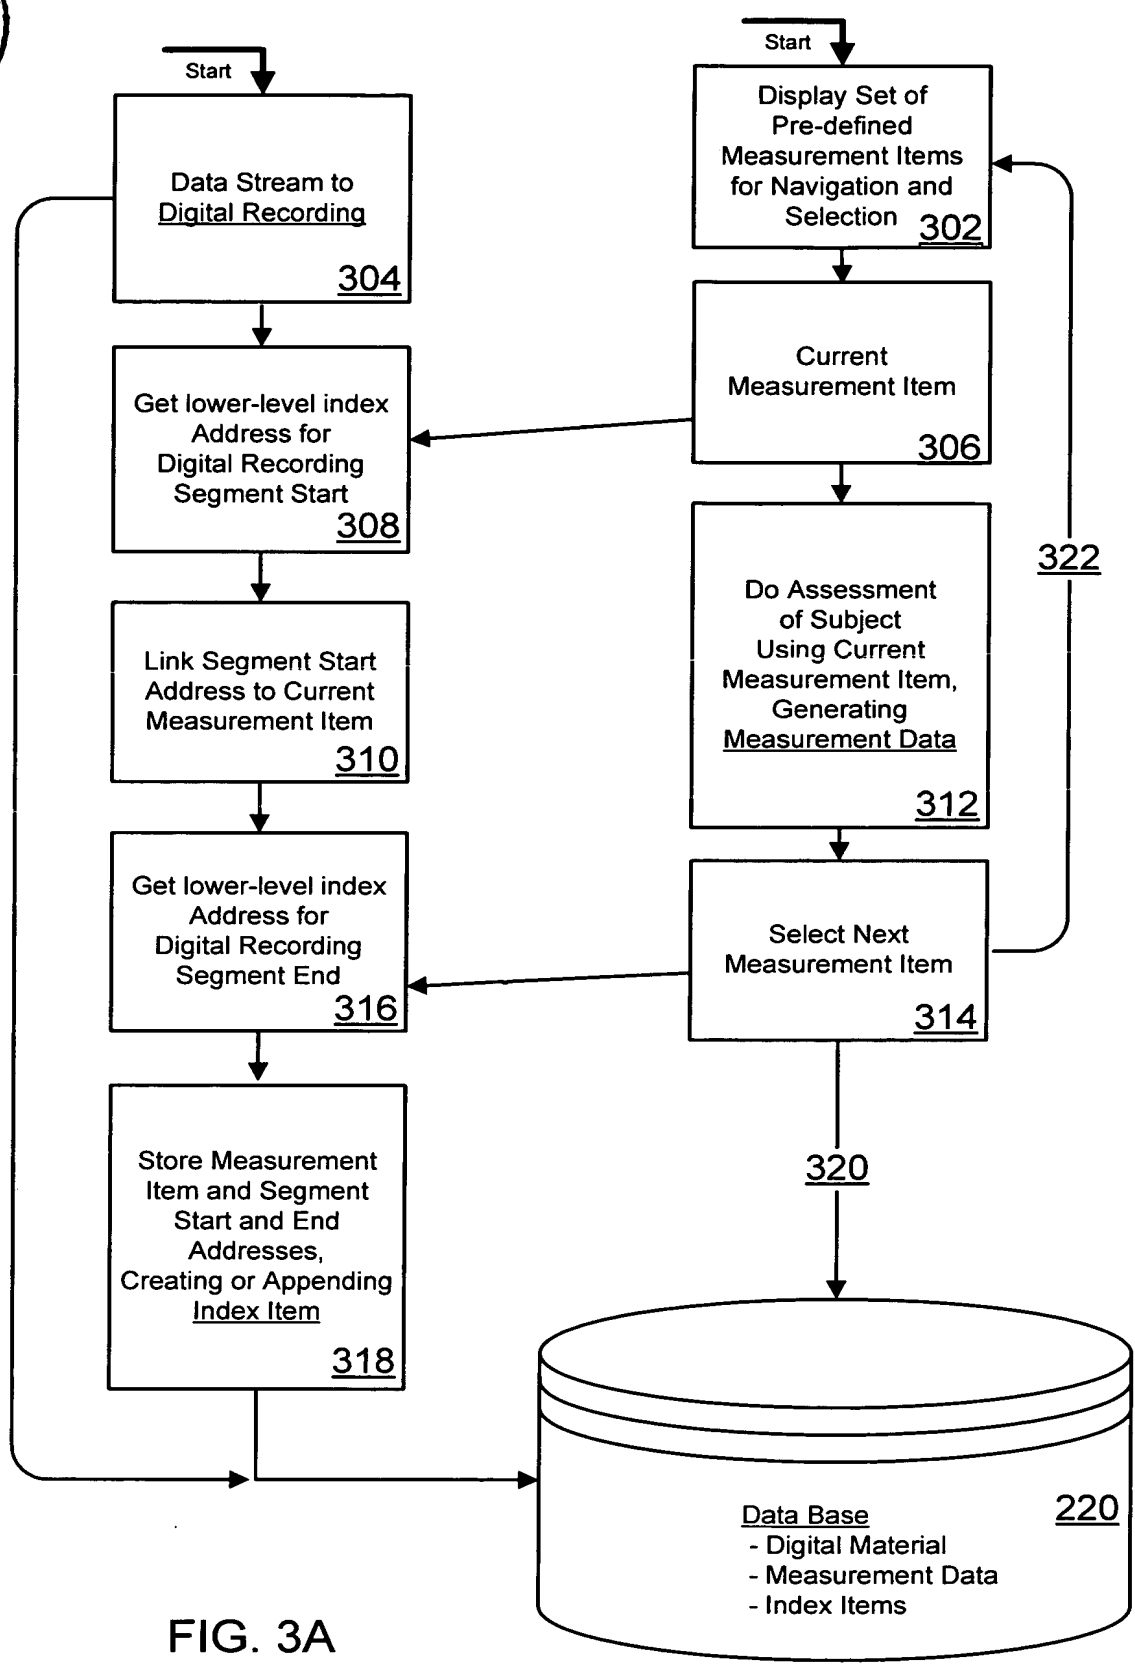 Start
Data Stream to
Digital Recording
304
Get lower-level index
Address for
Digital Recording
Segment Start
308
Link Segment Start
Address to Current
Measurement Item
310
Get lower-level index
Address for
Digital Recording
Segment End
316
Store Measurement
Item and Segment
Start and End
Addresses,
Creating or Appending
Index Item
318
Start
Display Set of
Pre-defined
Measurement Items
for Navigation and
Selection
302
Current
Measurement Item
306
Do Assessment
of Subject
Using Current
Measurement Item,
Generating
Measurement Data
312
Select Next
Measurement Item
314
322
320
Data Base
- Digital Material
- Measurement Data
- Index Items
220
FIG. 3A